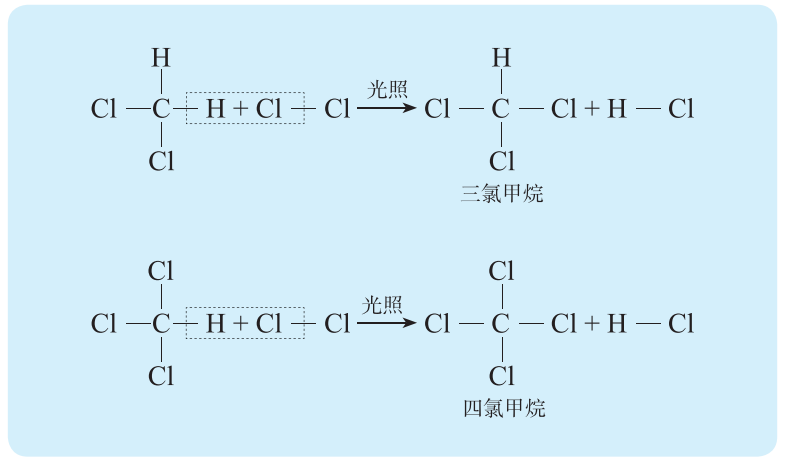 H
光照 H
Cl — C — H + Cl — Cl → Cl — C — Cl + H — Cl
Cl Cl
三氯甲烷
Cl Cl
光照
Cl — C — H + Cl — Cl → Cl — C — Cl + H — Cl
Cl Cl
四氯甲烷